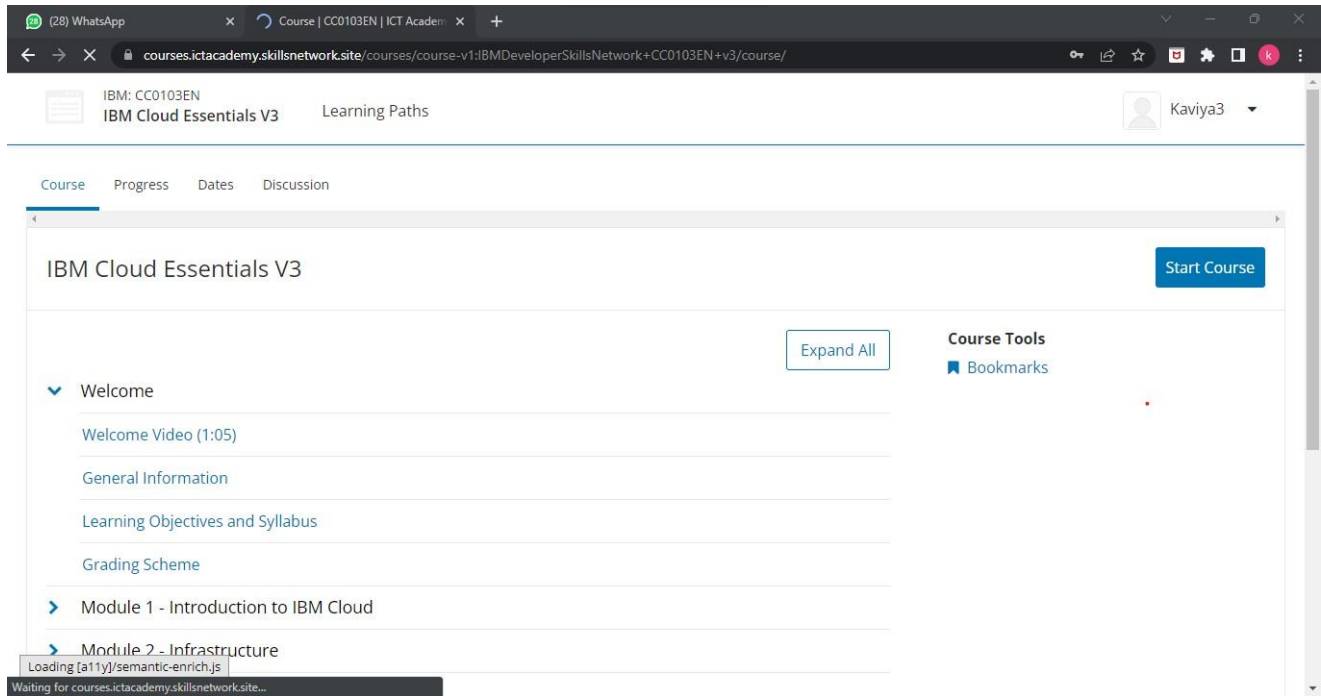 (28) WhatsApp
Course | CC0103EN | ICT Academ
courses.ictacademy.skillsnetwork.site/courses/course-v1:IBMDeveloperSkillsNetwork+CC0103EN+v3/course/
k
IBM: CC0103EN
IBM Cloud Essentials V3
Learning Paths
Kaviya3
Course Progress Dates Discussion
IBM Cloud Essentials V3
Start Course
Expand All
Course Tools
Bookmarks
Welcome
Welcome Video (1:05)
General Information
Learning Objectives and Syllabus
Grading Scheme
Module 1 - Introduction to IBM Cloud
Module 2 - Infrastructure
Loading [a11y]/semantic-enrich.js
Waiting for courses.ictacademy.skillsnetwork.site...